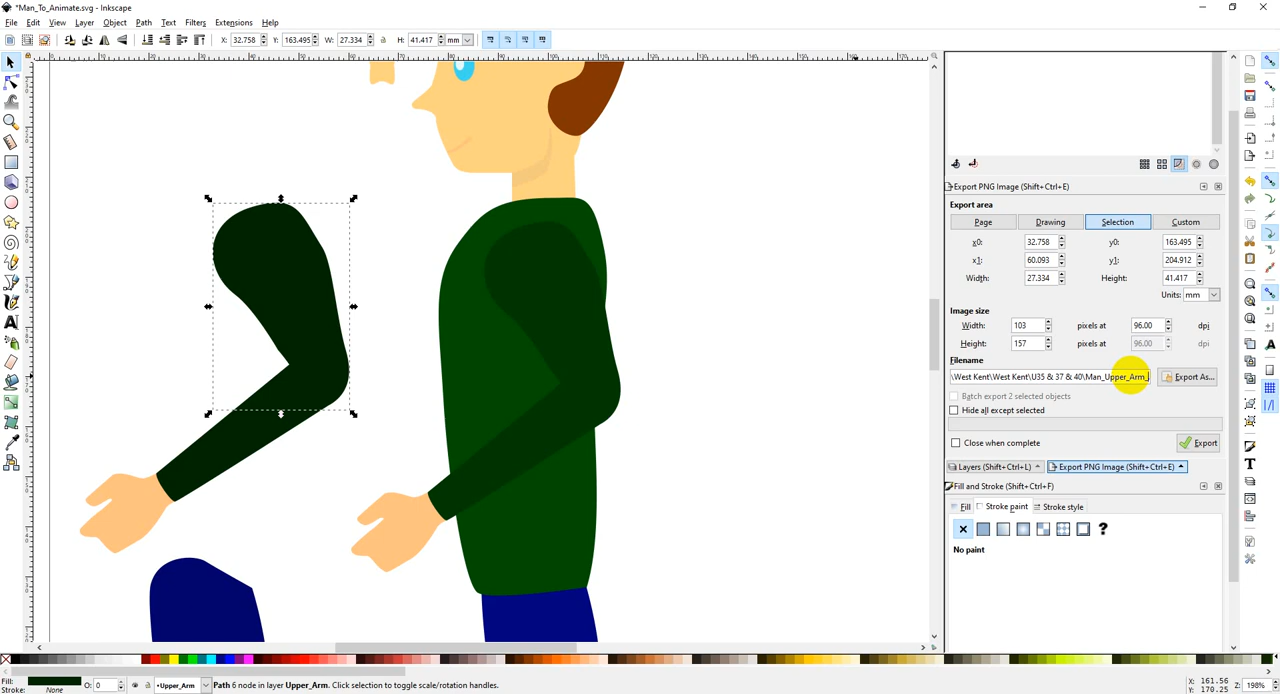 *Man_To_Animate.svg - Inkscape
File Edit View Layer Object Path Text Filters Extensions Help
X: 32.758 Y: 163.495 W: 27.334 H: 41.417 mm
Export PNG Image (Shift+Ctrl+E)
Export area
Page Drawing Selection Custom
x0: 32.758 y0: 163.495
x1: 60.093 y1: 204.912
Width: 27.334 Height: 41.417
Units: mm
Image size
Width: 103 pixels at 96.00 dpi
Height: 157 pixels at 96.00 dpi
Filename
\West Kent\West Kent\U35 & 37 & 40\Man_Upper_Arm_ Export As...
Batch export 2 selected objects
Hide all except selected
Close when complete Export
Layers (Shift+Ctrl+L) Export PNG Image (Shift+Ctrl+E)
Fill and Stroke (Shift+Ctrl+F)
Fill Stroke paint Stroke style
?
No paint
Fill:
Stroke: None
O: 0
•Upper_Arm
Path 6 node in layer Upper_Arm. Click selection to toggle scale/rotation handles.
X: 161.56
Y: 170.25
Z: 198%